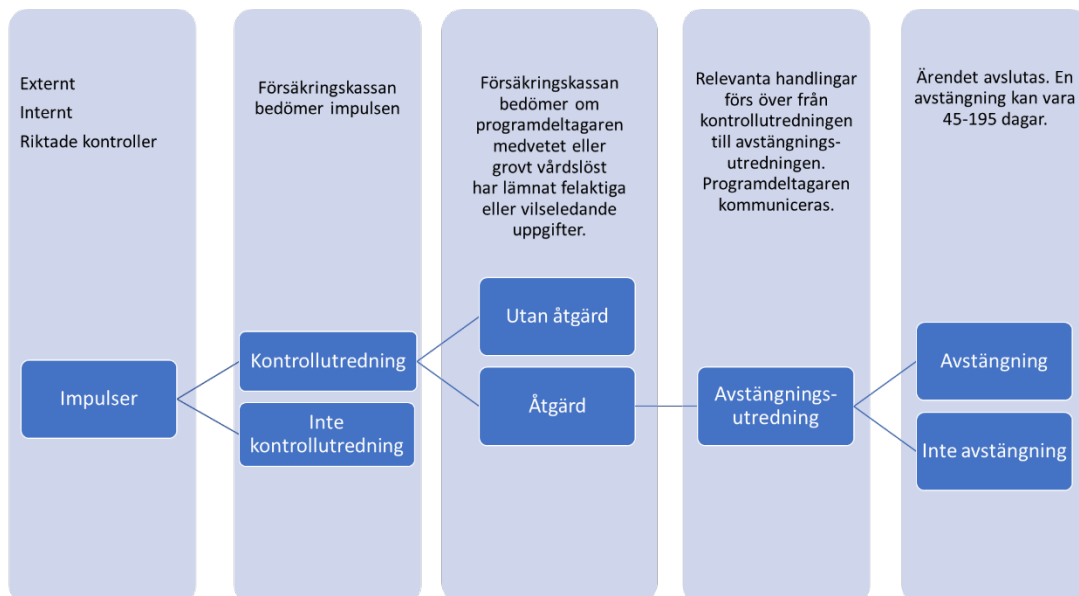 Externt
Internt
Riktade kontroller
Impulser
Försäkringskassan
bedömer impulsen
Kontrollutredning
Inte
kontrollutredning
Försäkringskassan
bedömer om
programdeltagaren
medvetet eller
grovt vårdslöst
har lämnat felaktiga
eller vilseledande
uppgifter.
Utan åtgärd
Åtgärd
Relevanta handlingar
förs över från
kontrollutredningen
till avstängnings-
utredningen.
Programdeltagaren
kommuniceras.
Avstängnings-
utredning
Ärendet avslutas. En
avstängning kan vara
45-195 dagar.
Avstängning
Inte avstängning